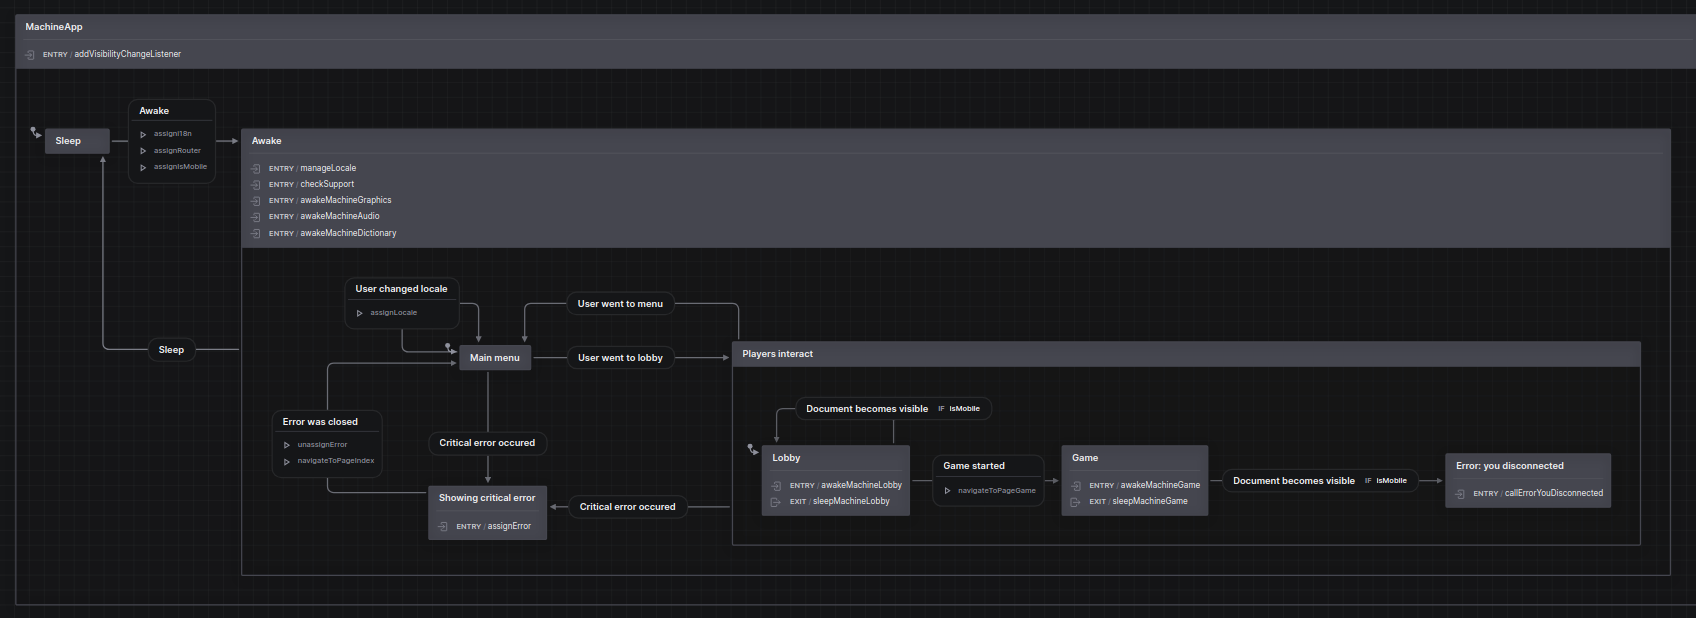 MachineApp
ENTRY / addVisibilityChangeListener
Awake
assignI18n
assignRouter
assignIsMobile
Sleep
Awake
ENTRY / manageLocale
ENTRY / checkSupport
ENTRY / awakeMachineGraphics
ENTRY / awakeMachineAudio
ENTRY / awakeMachineDictionary
User changed locale
assignLocale
User went to menu
Sleep
Main menu
User went to lobby
Players interact
Error was closed
unassignError
navigateToPageIndex
Critical error occured
Document becomes visible IF isMobile
Lobby
ENTRY / awakeMachineLobby
EXIT / sleepMachineLobby
Game started
navigateToPageGame
Game
ENTRY / awakeMachineGame
EXIT / sleepMachineGame
Document becomes visible IF isMobile
Error: you disconnected
ENTRY / callErrorYouDisconnected
Showing critical error
ENTRY / assignError
Critical error occured